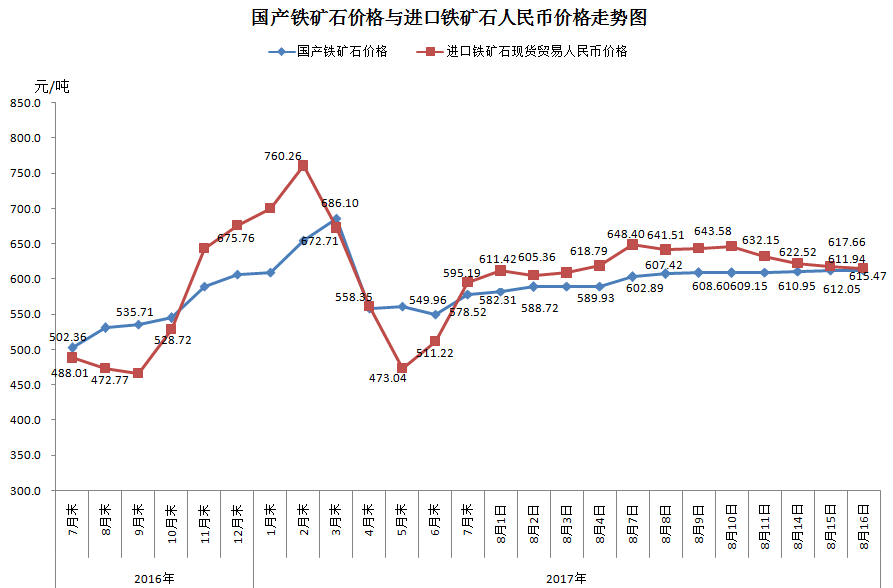 国产铁矿石价格与进口铁矿石人民币价格走势图
国产铁矿石价格 进口铁矿石现货贸易人民币价格
元/吨
850.0
800.0
750.0
700.0
650.0
600.0
550.0
500.0
450.0
400.0
350.0
300.0
760.26
686.10
675.76
672.71
648.40 641.51 643.58 632.15 617.66
611.42 605.36 618.79 622.52 611.94
595.19 607.42 615.47
558.35 549.96 582.31 589.93 602.89 608.60 609.15 610.95 612.05
535.71 578.52 588.72
502.36 528.72
488.01 472.77 473.04 511.22
7月末 8月末 9月末 10月末 11月末 12月末 1月末 2月末 3月末 4月末 5月末 6月末 7月末 8月1日 8月2日 8月3日 8月4日 8月7日 8月8日 8月9日 8月10日 8月11日 8月14日 8月15日 8月16日
2016年 2017年